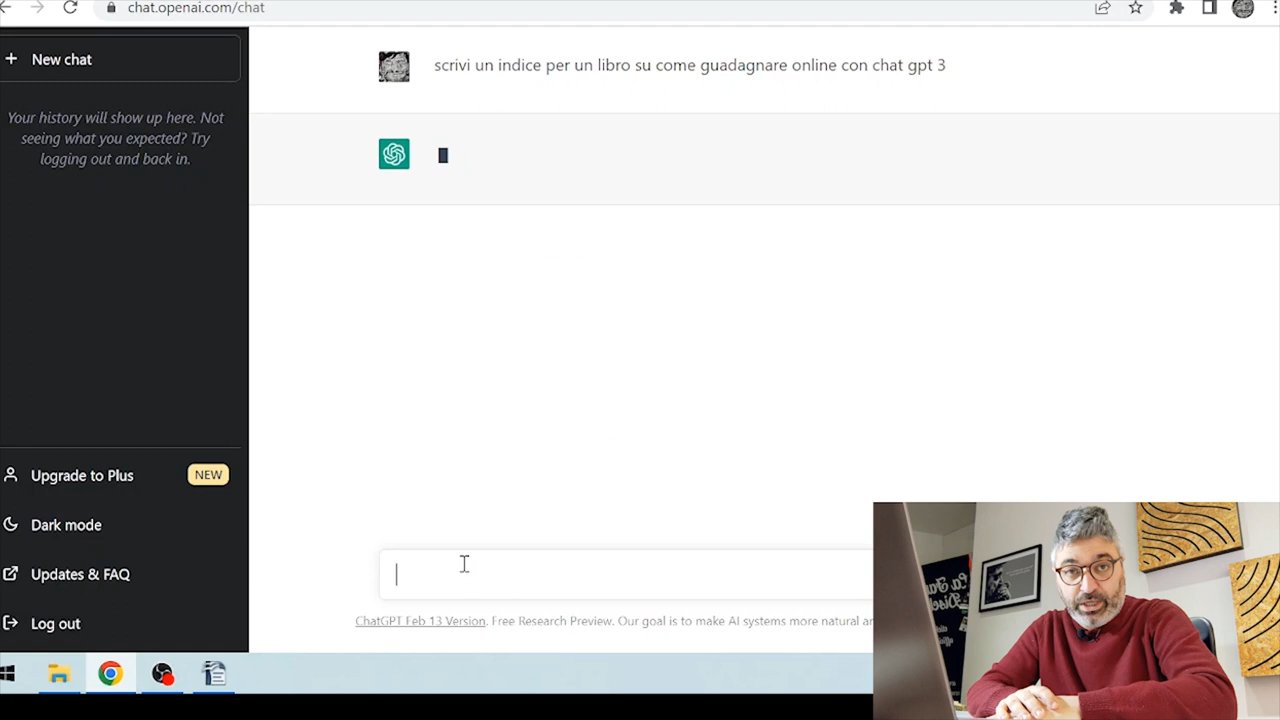 chat.openai.com/chat
New chat
Your history will show up here. Not
seeing what you expected? Try
logging out and back in.
Upgrade to Plus
NEW
Dark mode
Updates & FAQ
Log out
scrivi un indice per un libro su come guadagnare online con chat gpt 3
ChatGPT Feb 13 Version. Free Research Preview. Our goal is to make AI systems more natural